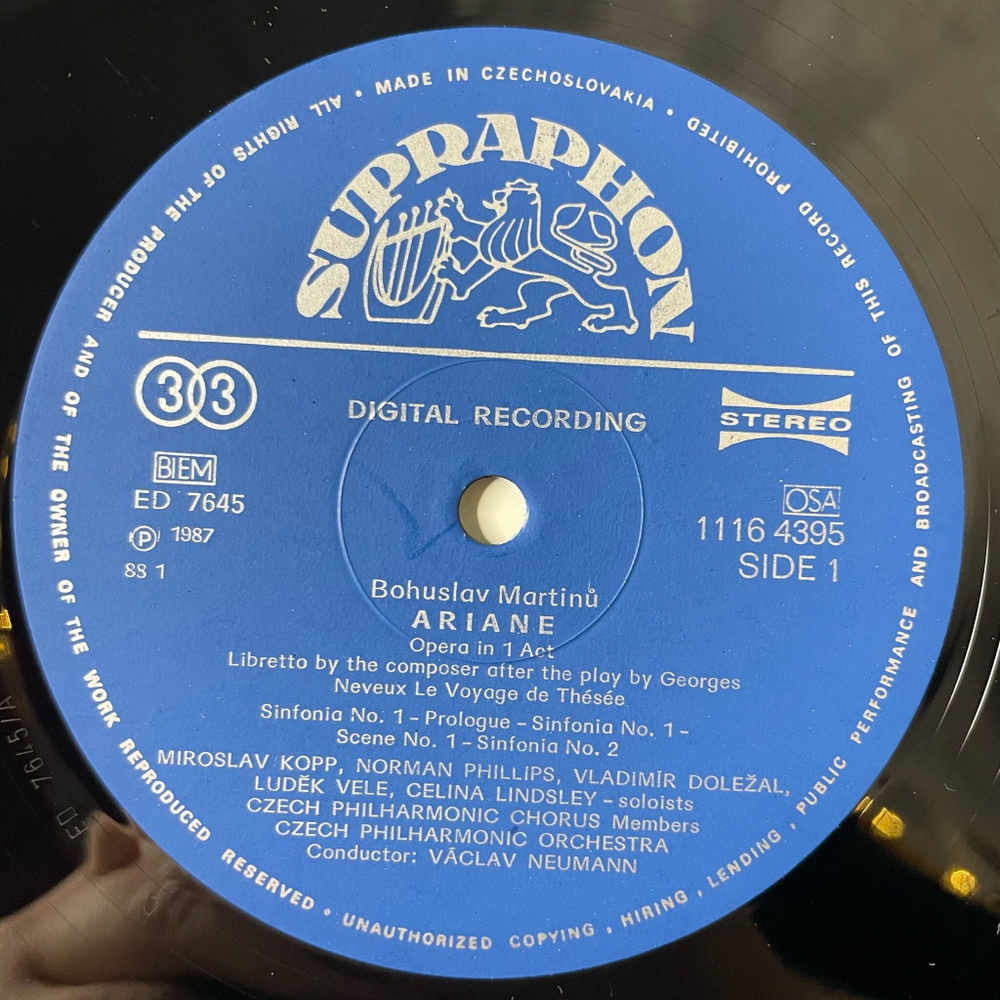 MADE IN CZECHOSLOVAKIA • ALL RIGHTS OF THE PRODUCER AND OF THE OWNER OF THE WORK REPRODUCED RESERVED • UNAUTHORIZED COPYING, HIRING, LENDING, PUBLIC PERFORMANCE AND BROADCASTING OF THIS RECORD PROHIBITED •
SUPRAPHON
33
DIGITAL RECORDING
STEREO
BIEM
ED 7645
Ⓟ 1987
88 1
OSA
1116 4395
SIDE 1
Bohuslav Martinů
ARIANE
Opera in 1 Act
Libretto by the composer after the play by Georges
Neveux Le Voyage de Thésée
Sinfonia No. 1 – Prologue – Sinfonia No. 1 –
Scene No. 1 – Sinfonia No. 2
MIROSLAV KOPP, NORMAN PHILLIPS, VLADIMÍR DOLEŽAL,
LUDĚK VELE, CELINA LINDSLEY – soloists
CZECH PHILHARMONIC CHORUS Members
CZECH PHILHARMONIC ORCHESTRA
Conductor: VÁCLAV NEUMANN
ED 7645/A